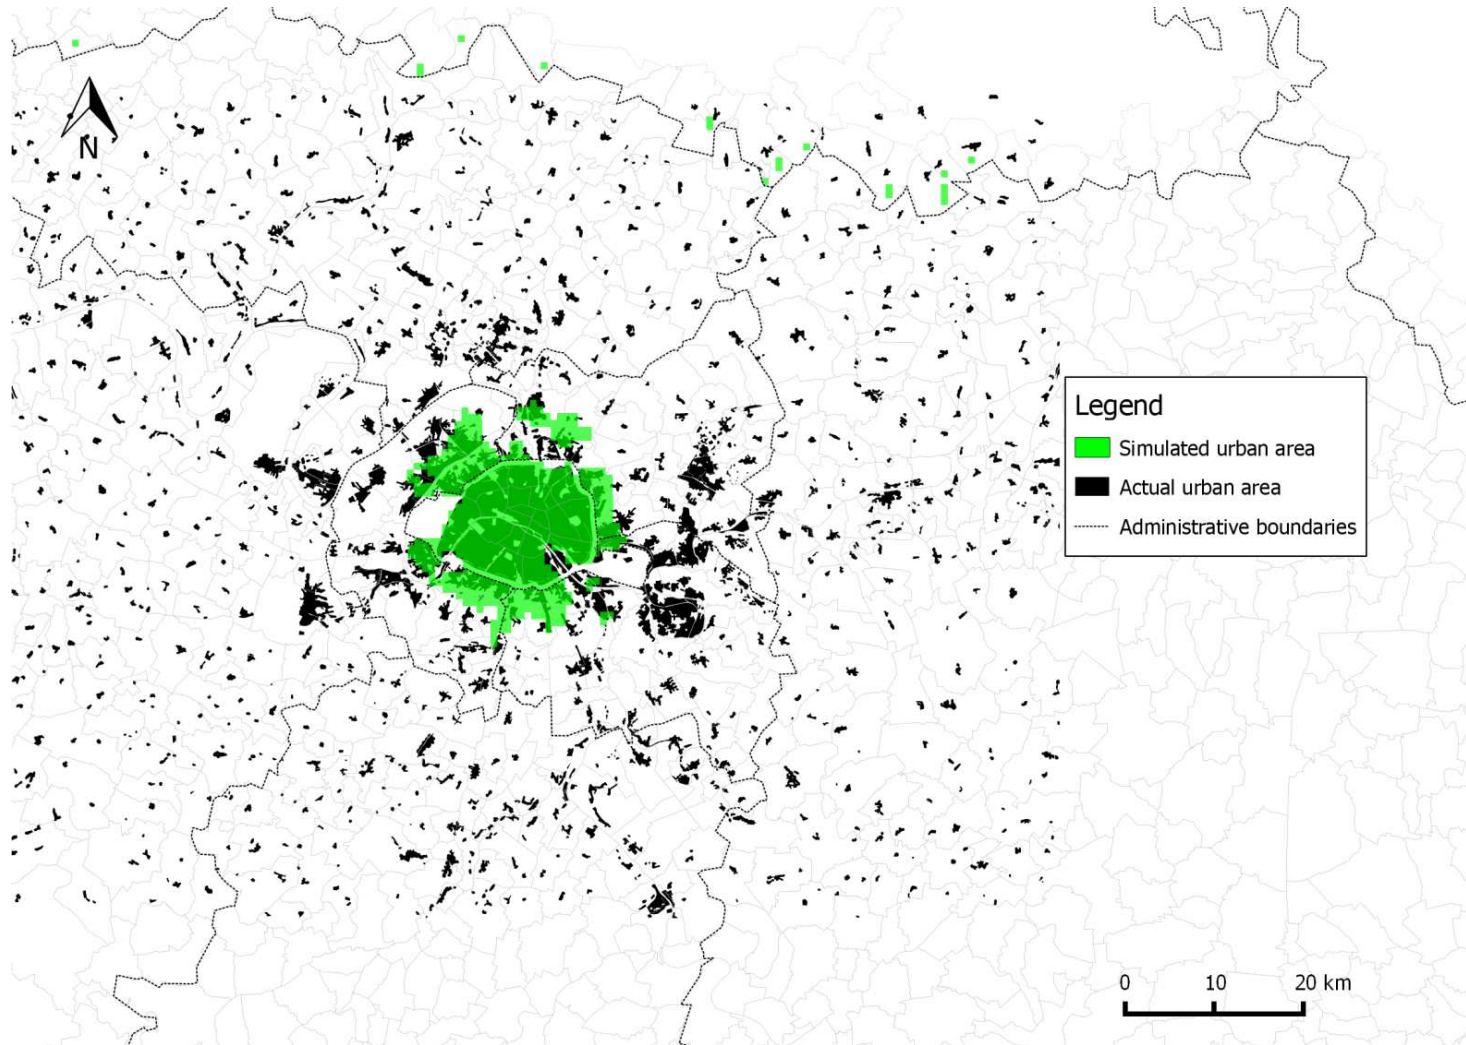 N
Legend
Simulated urban area
Actual urban area
Administrative boundaries
0 10 20 km